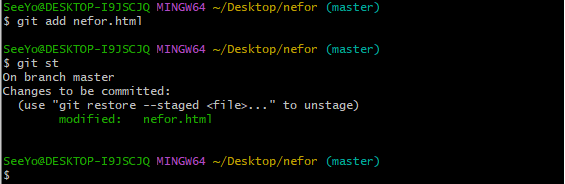 SeeYo@DESKTOP-I9JSCJQ MINGW64 ~/Desktop/nefor (master)
$ git add nefor.html
SeeYo@DESKTOP-I9JSCJQ MINGW64 ~/Desktop/nefor (master)
$ git st
On branch master
Changes to be committed:
  (use "git restore --staged <file>..." to unstage)
        modified:   nefor.html
SeeYo@DESKTOP-I9JSCJQ MINGW64 ~/Desktop/nefor (master)
$